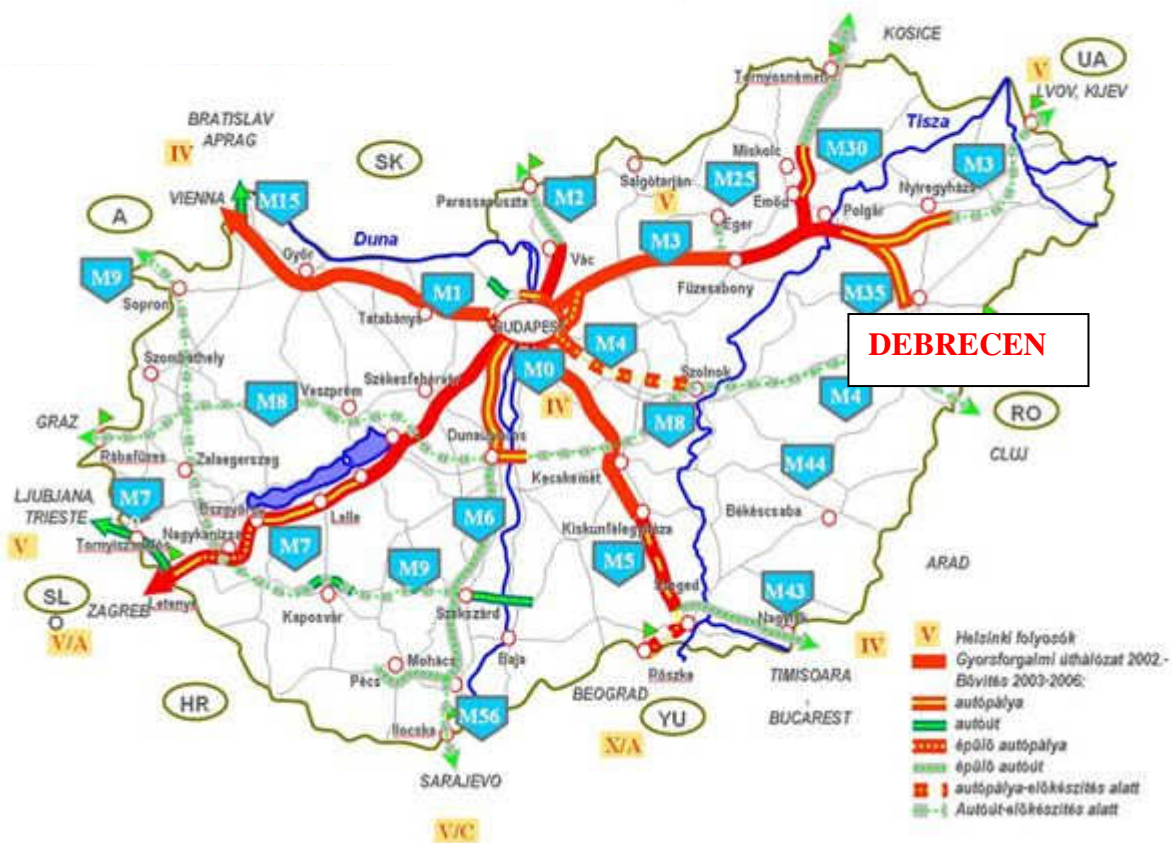 KOSICE
UA
V
LVOV, KIJEV
Tornyosnémeti
BRATISLAV
APRAG
IV
SK
Tisza
Miskolc
M30
M3
Salgótarján
M25
A
VIENNA
M15
Parassapuszta
M2
V
Emőd
Nyíregyháza
Polgár
Eger
Duna
M3
Győr
Vác
M9
Sopron
M1
Füzesabony
M35
Tatabánya
BUDAPEST
DEBRECEN
M4
Szombathely
M0
Szolnok
Székesfehérvár
Veszprém
IV
M4
M8
M8
RO
GRAZ
Dunaújváros
CLUJ
Rábafüzes
Zalaegerszeg
Kecskemét
M44
LJUBJANA,
TRIESTE
M7
M6
Békéscsaba
Lelle
Nagykanizsa
Kiskunfélegyháza
V
Tornyiszentmiklós
M7
M5
M9
ARAD
SL
ZAGREB
Letenye
Kaposvár
Szekszárd
Szeged
M43
Nagylak
V/A
IV
V Helsinki folyosók
Mohács
Baja
Gyorsforgalmi úthálózat 2002.-
Pécs
Röszke
TIMISOARA
Bővítés 2003-2006:
HR
BEOGRAD
YU
BUCAREST
autópálya
M56
autóút
Ilocska
X/A
épülő autópálya
SARAJEVO
épülő autóút
autópálya-előkészítés alatt
V/C
Autóút-előkészítés alatt